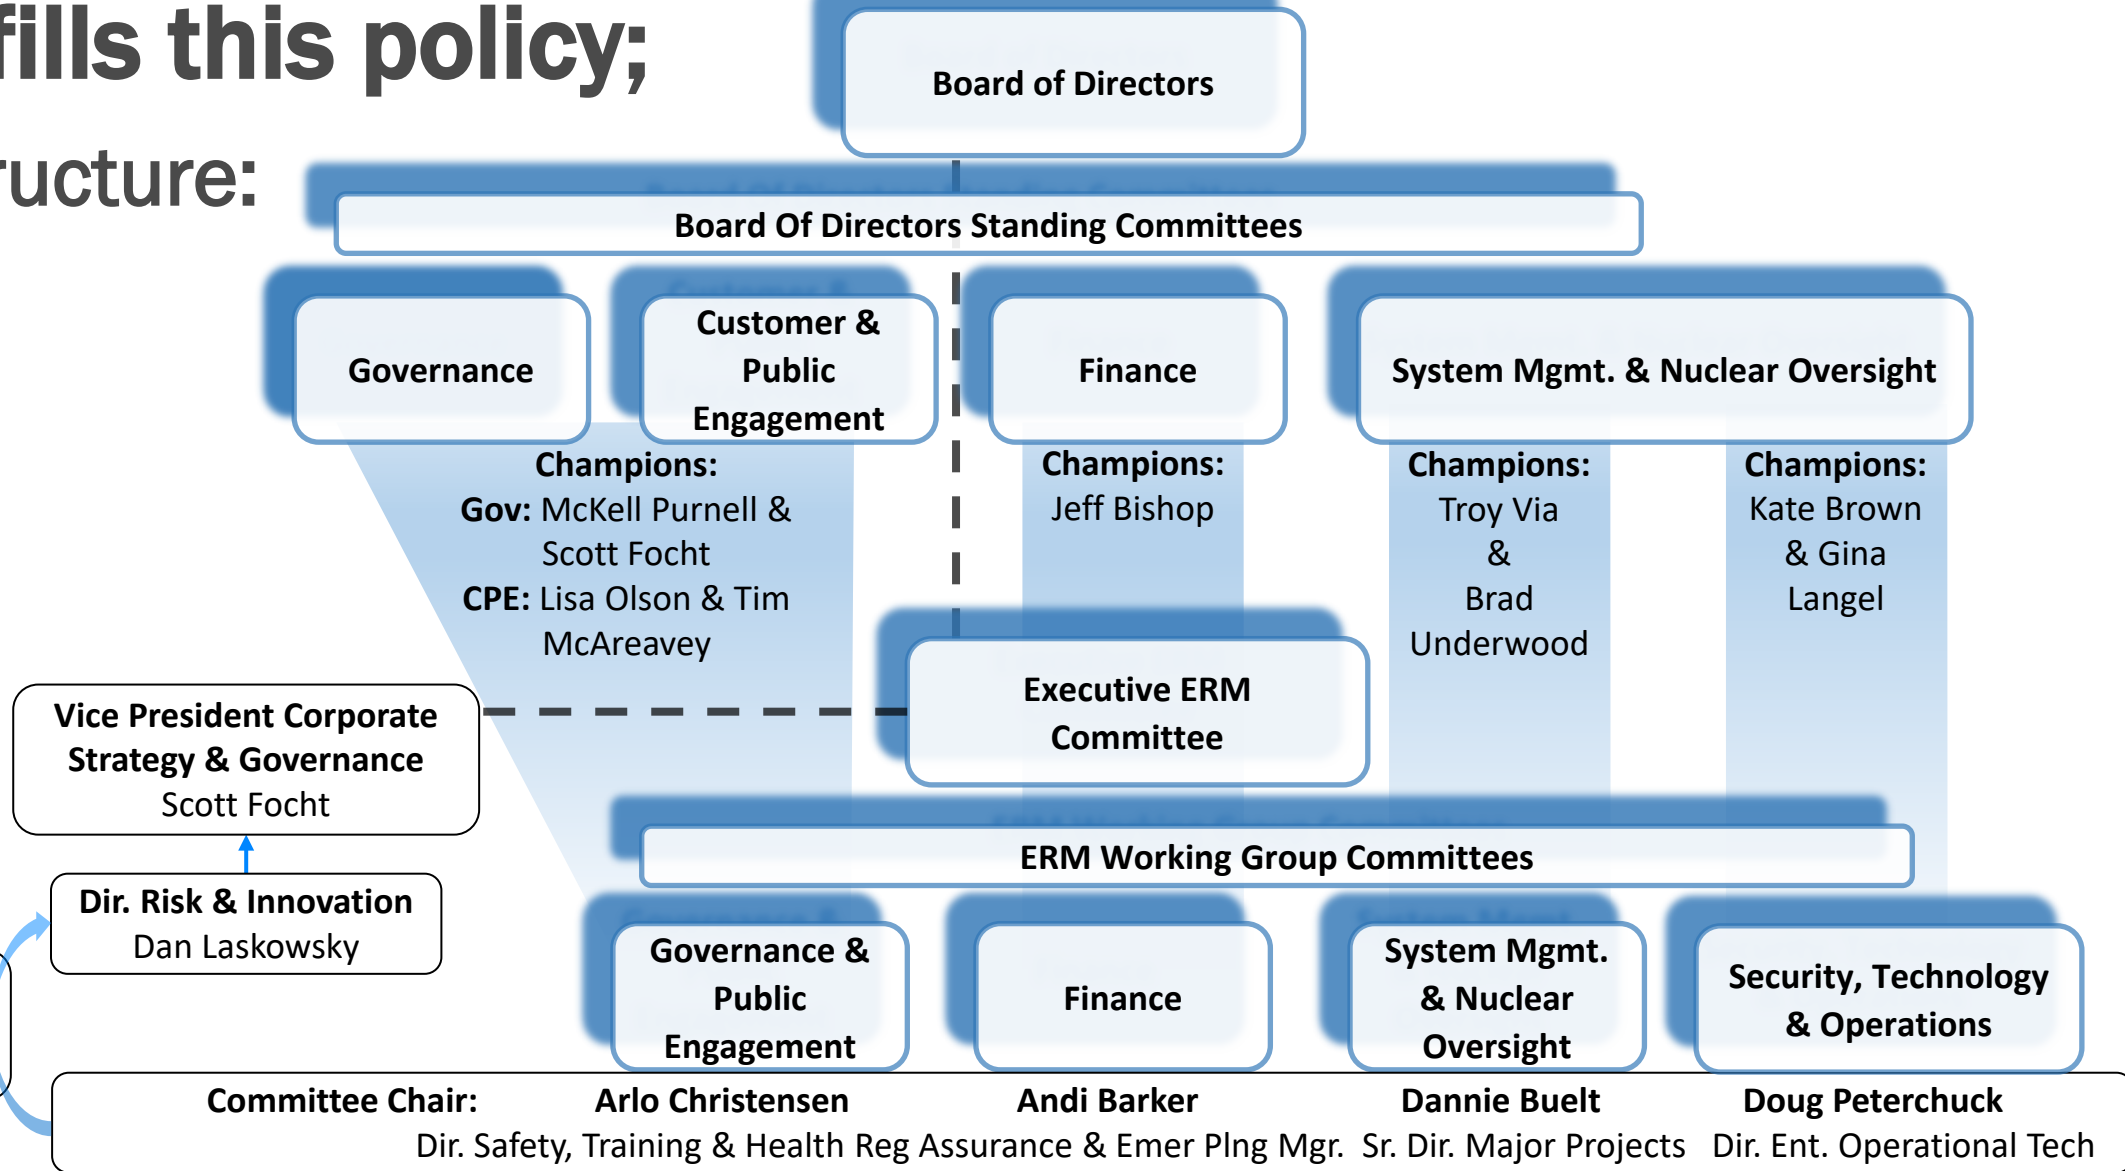 fills this policy;
ructure:
Board of Directors
Board Of Directors Standing Committees
Governance
Customer &
Public
Engagement
Finance
System Mgmt. & Nuclear Oversight
Champions:
Gov: McKell Purnell &
Scott Focht
CPE: Lisa Olson & Tim
McAreavey
Champions:
Jeff Bishop
Champions:
Troy Via
&
Brad
Underwood
Champions:
Kate Brown
& Gina
Langel
Executive ERM
Committee
Vice President Corporate
Strategy & Governance
Scott Focht
Dir. Risk & Innovation
Dan Laskowsky
ERM Working Group Committees
Governance &
Public
Engagement
Finance
System Mgmt.
& Nuclear
Oversight
Security, Technology
& Operations
Committee Chair: Arlo Christensen Andi Barker Dannie Buelt Doug Peterchuck
Dir. Safety, Training & Health Reg Assurance & Emer Plng Mgr. Sr. Dir. Major Projects Dir. Ent. Operational Tech